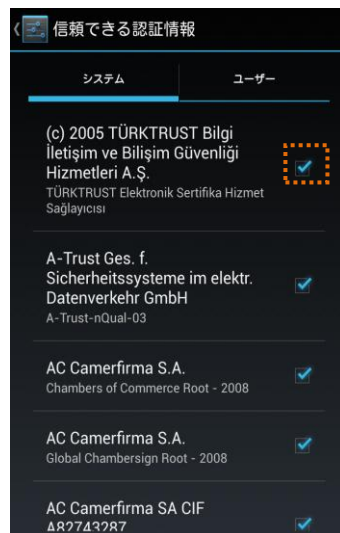 信頼できる認証情報
システム ユーザー
(c) 2005 TÜRKTRUST Bilgi
İletişim ve Bilişim Güvenliği
Hizmetleri A.Ş.
TÜRKTRUST Elektronik Sertifika Hizmet
Sağlayıcısı
A-Trust Ges. f.
Sicherheitssysteme im elektr.
Datenverkehr GmbH
A-Trust-nQual-03
AC Camerfirma S.A.
Chambers of Commerce Root - 2008
AC Camerfirma S.A.
Global Chambersign Root - 2008
AC Camerfirma SA CIF
A82743287